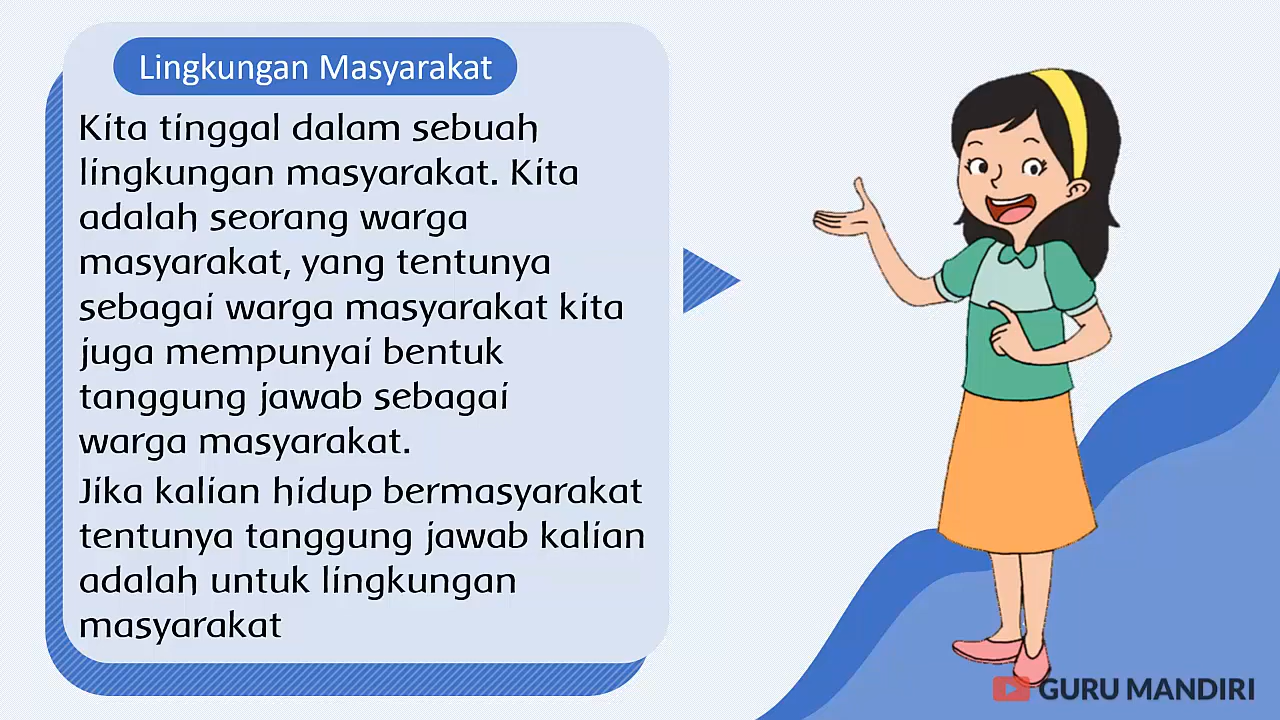 Lingkungan Masyarakat
Kita tinggal dalam sebuah
lingkungan masyarakat. Kita
adalah seorang warga
masyarakat, yang tentunya
sebagai warga masyarakat kita
juga mempunyai bentuk
tanggung jawab sebagai
warga masyarakat.
Jika kalian hidup bermasyarakat
tentunya tanggung jawab kalian
adalah untuk lingkungan
masyarakat
GURU MANDIRI